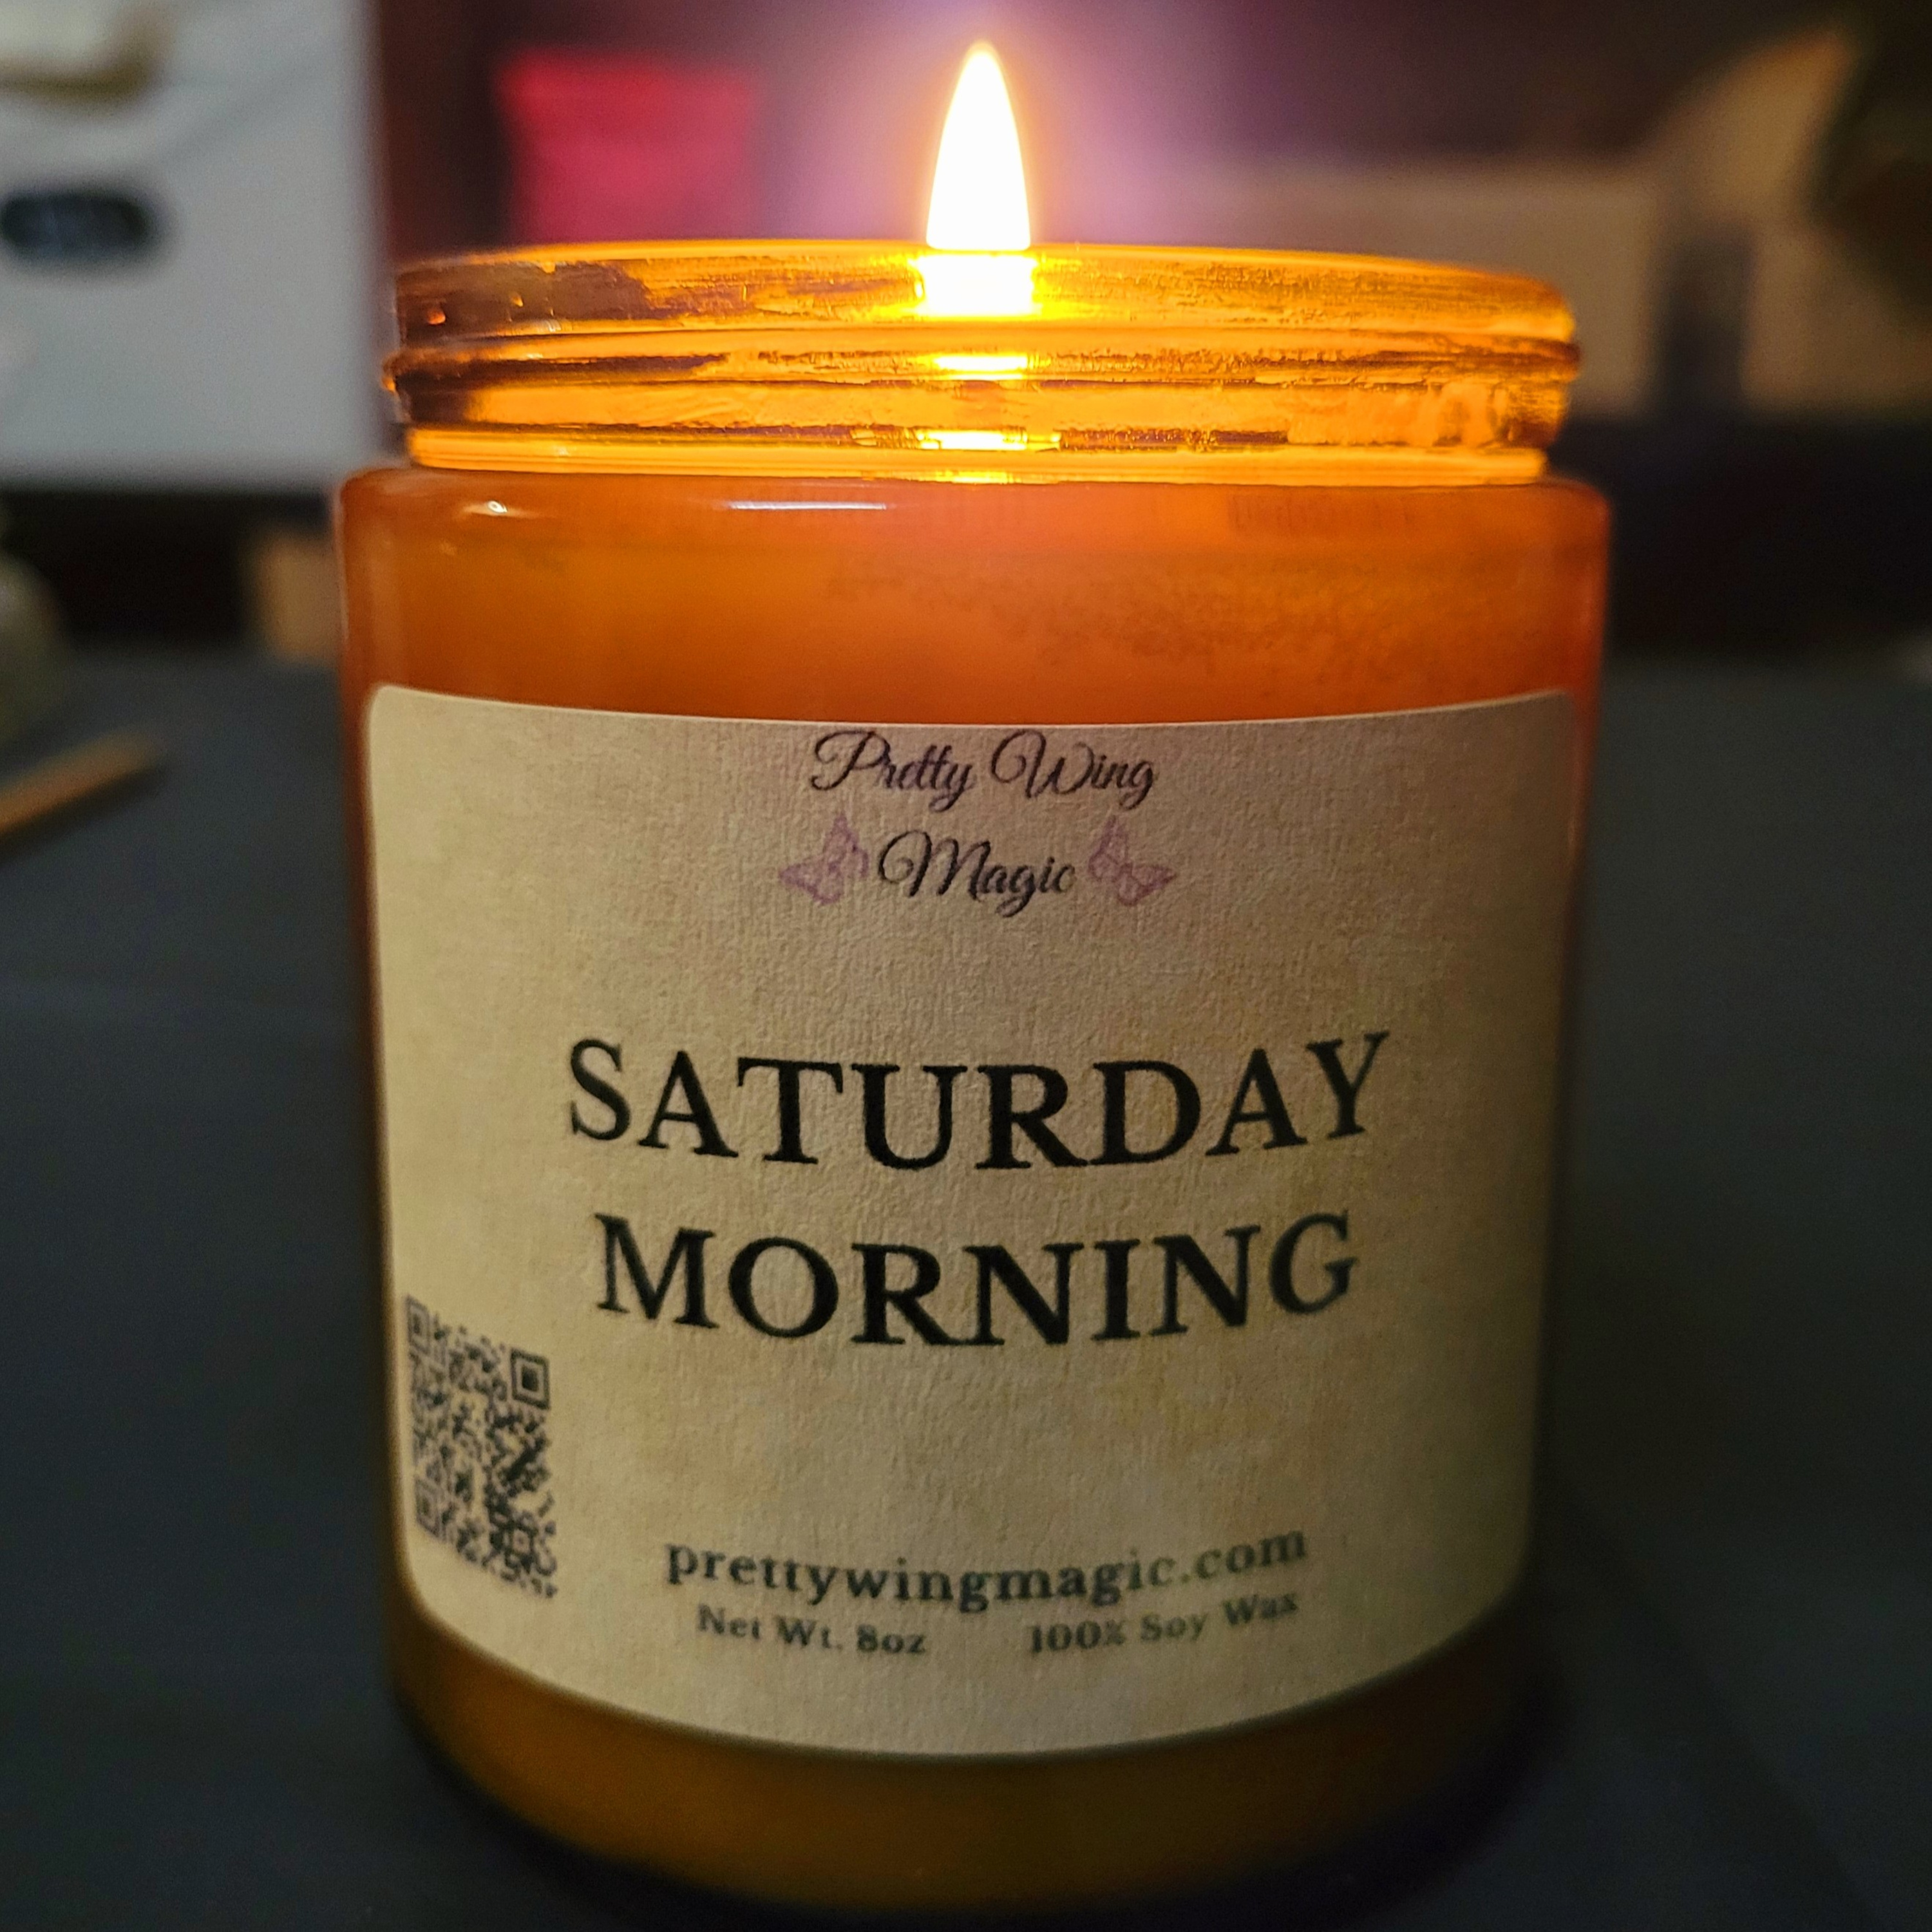 Pretty Wing
Magic
SATURDAY
MORNING
prettywingmagic.com
Net Wt. 8oz 100% Soy Wax